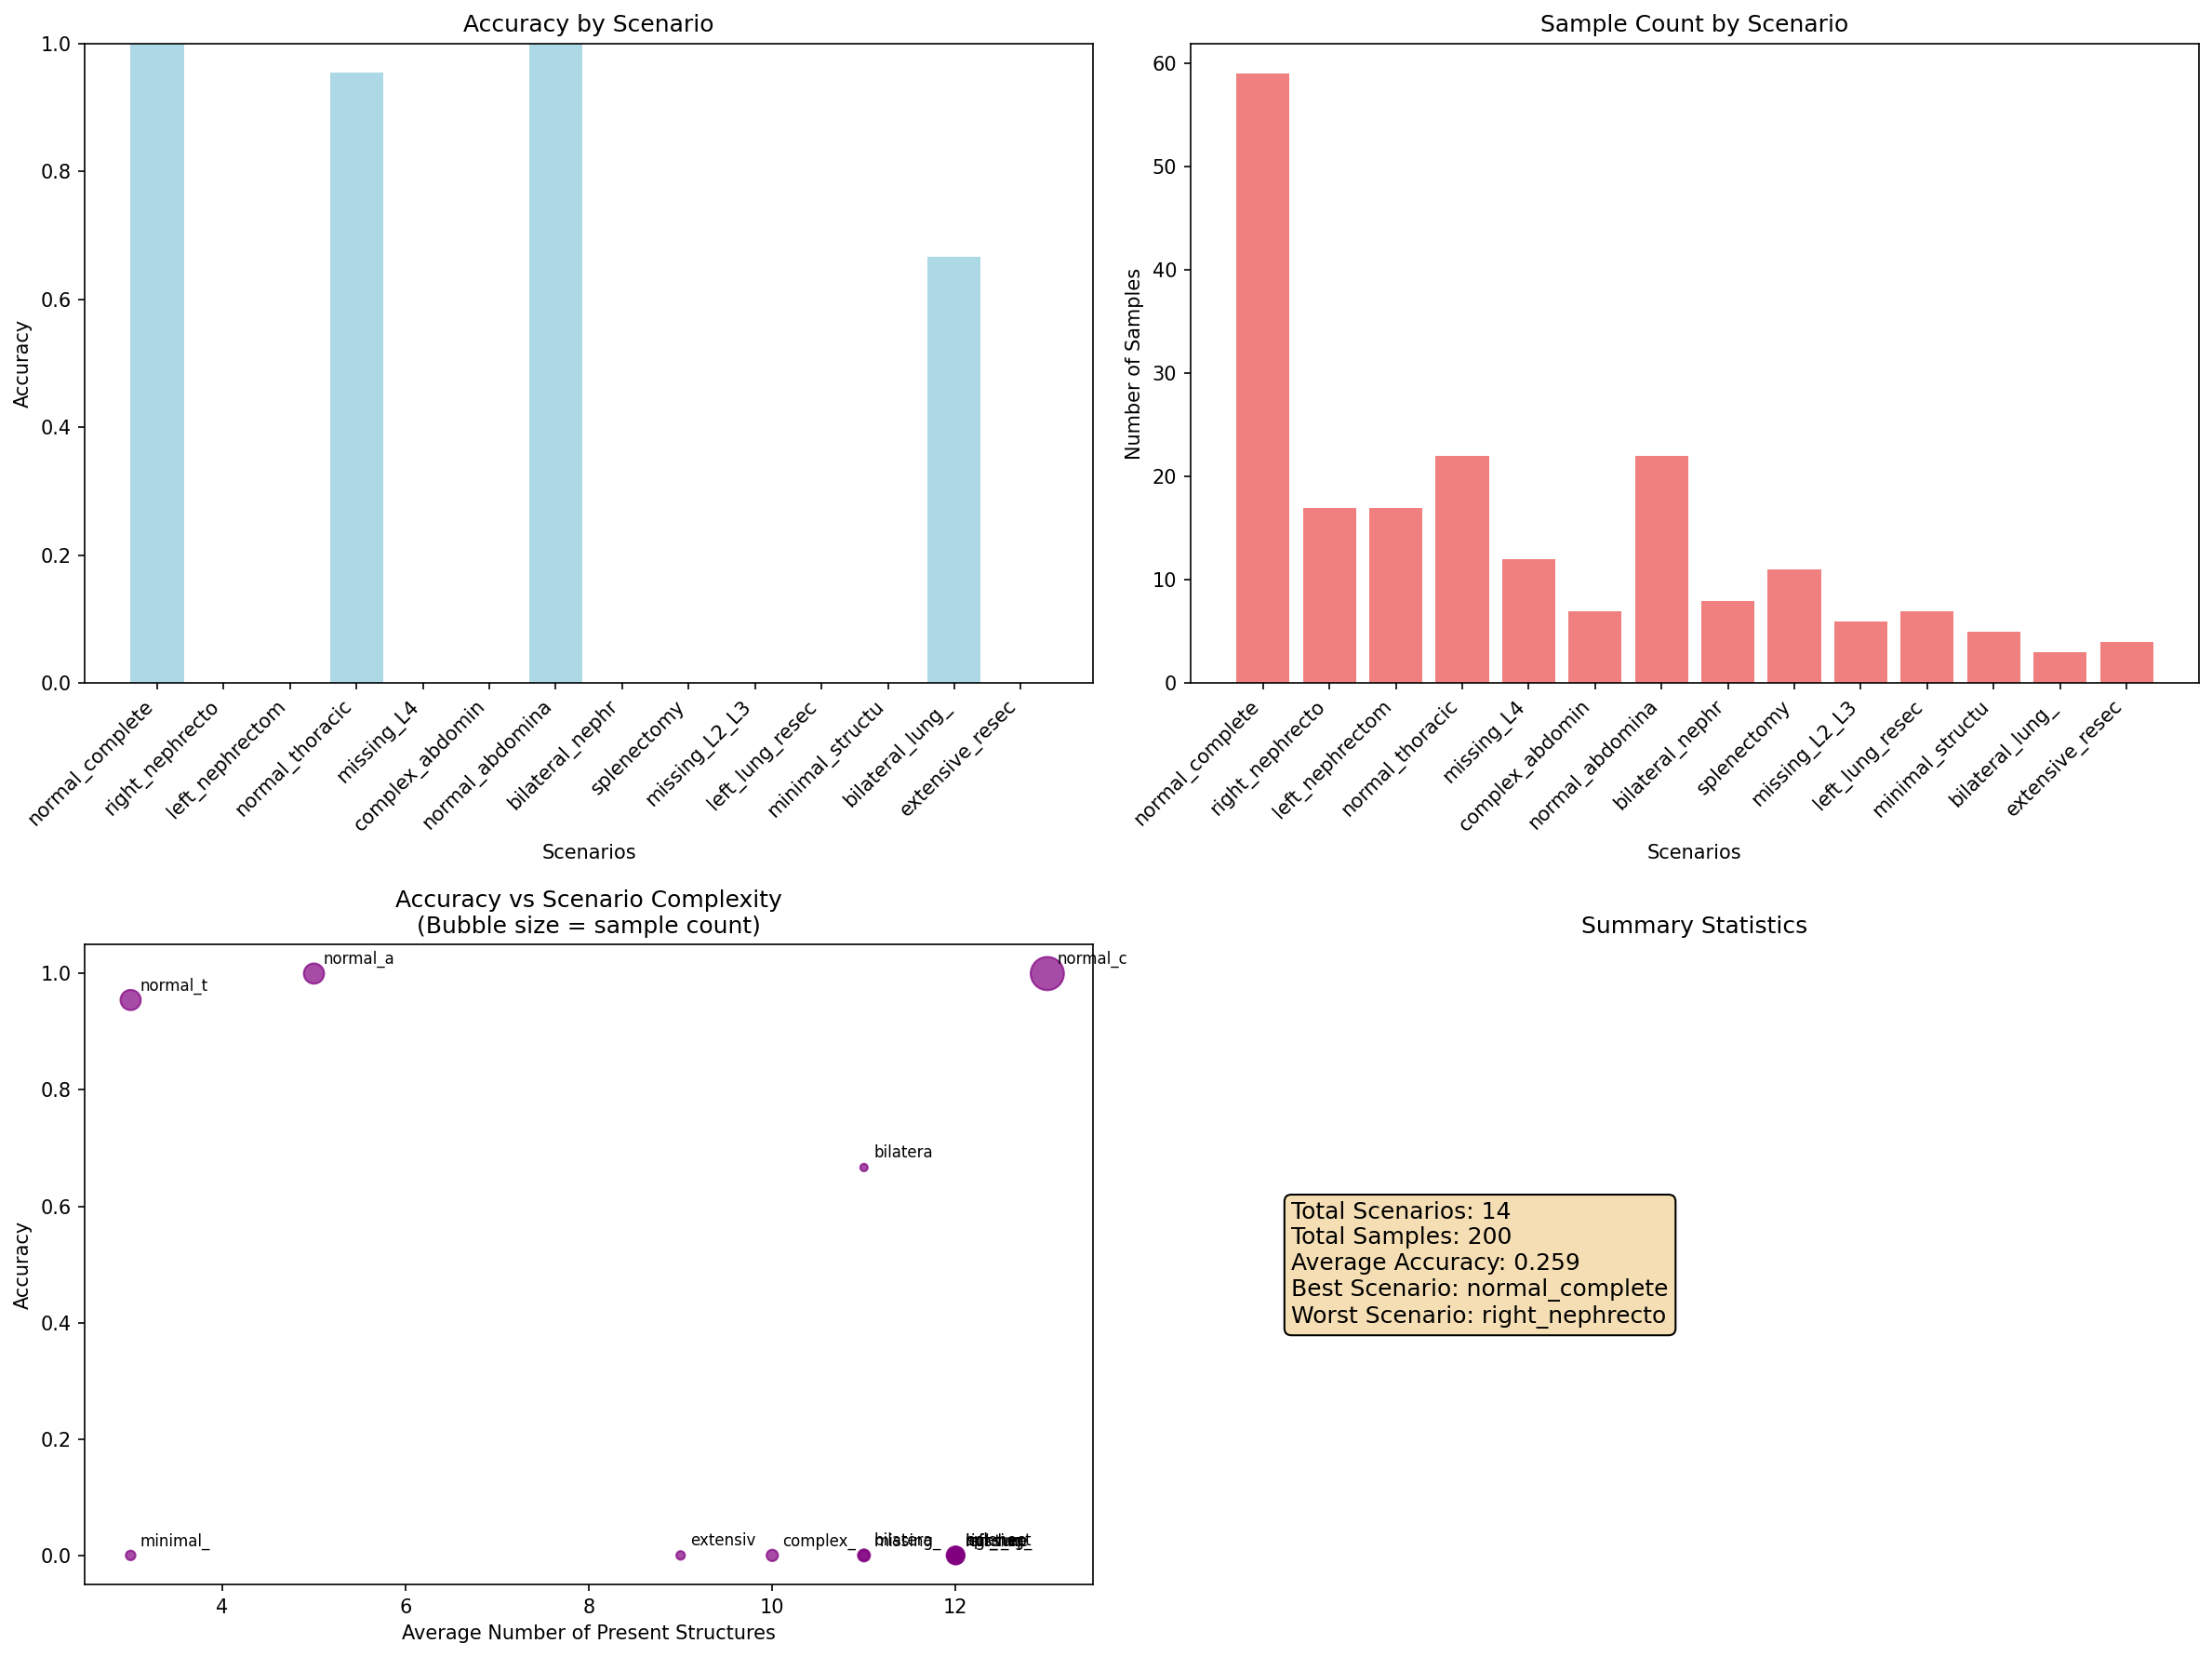 Accuracy by Scenario
1.0
0.8
0.6
0.4
0.2
0.0
Accuracy
normal_complete
right_nephrecto
left_nephrectom
normal_thoracic
missing_L4
complex_abdomin
normal_abdomina
bilateral_nephr
splenectomy
missing_L2_L3
left_lung_resec
minimal_structu
bilateral_lung_
extensive_resec
Scenarios
Sample Count by Scenario
60
50
40
30
20
10
0
Number of Samples
normal_complete
right_nephrecto
left_nephrectom
normal_thoracic
missing_L4
complex_abdomin
normal_abdomina
bilateral_nephr
splenectomy
missing_L2_L3
left_lung_resec
minimal_structu
bilateral_lung_
extensive_resec
Scenarios
Accuracy vs Scenario Complexity
(Bubble size = sample count)
1.0
0.8
0.6
0.4
0.2
0.0
Accuracy
normal_t
normal_a
normal_c
bilatera
minimal_
extensiv
complex_
bilatera
missing_
4
6
8
10
12
Average Number of Present Structures
Summary Statistics
Total Scenarios: 14
Total Samples: 200
Average Accuracy: 0.259
Best Scenario: normal_complete
Worst Scenario: right_nephrecto